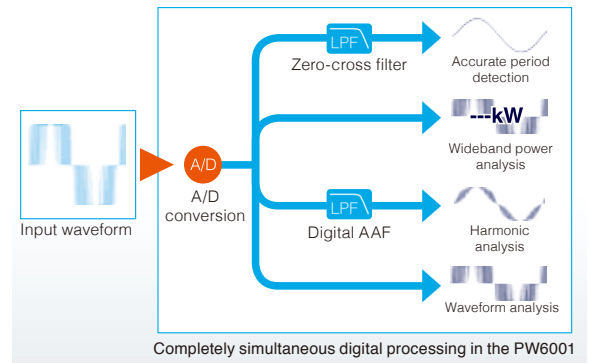 LPF
Zero-cross filter
Accurate period
detection
---kW
Wideband power
analysis
A/D
A/D
conversion
Input waveform
LPF
Digital AAF
Harmonic
analysis
Waveform analysis
Completely simultaneous digital processing in the PW6001